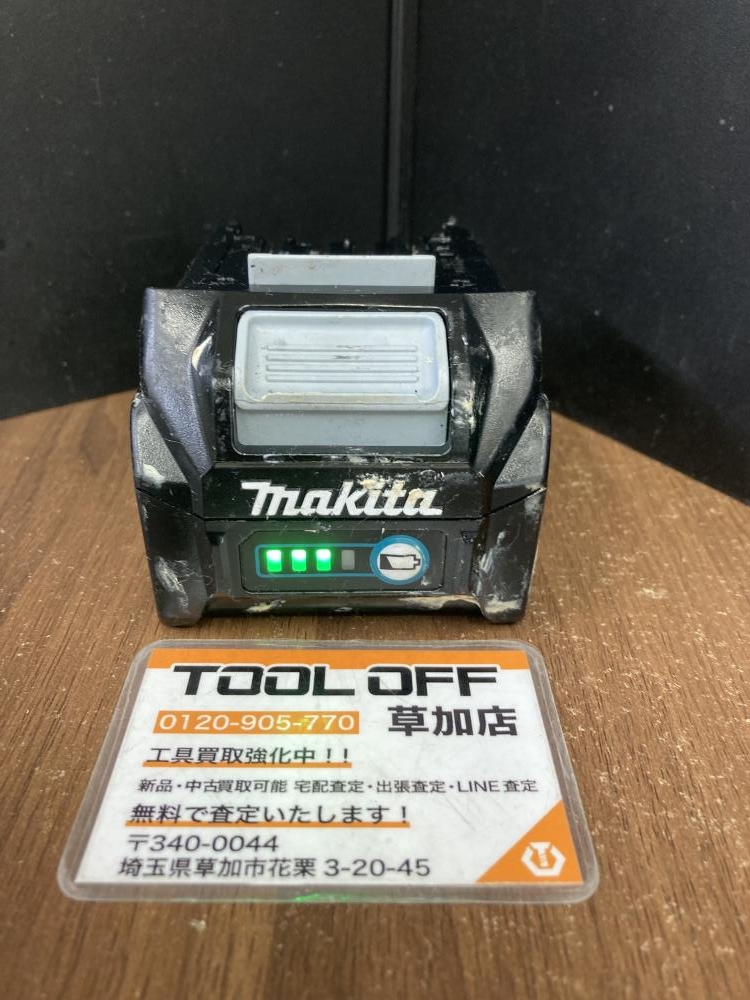 makita
TOOL OFF
0120-905-770 草加店
工具買取強化中！！
新品・中古買取可能 宅配査定・出張査定・LINE査定
無料で査定いたします！
〒340-0044
埼玉県草加市花栗 3-20-45